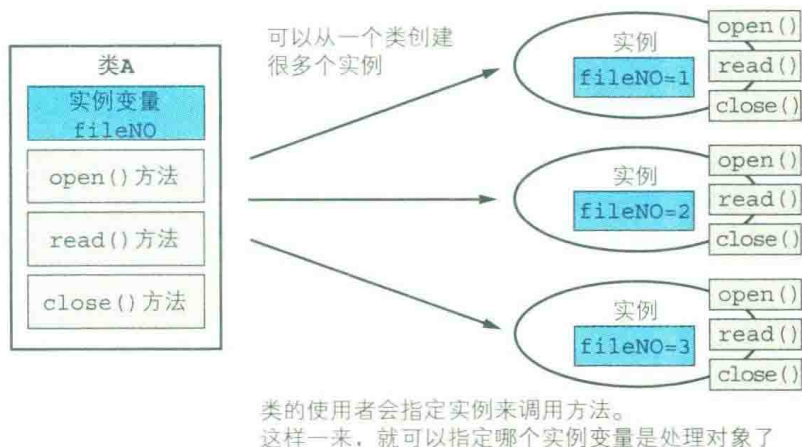 可以从一个类创建
很多个实例
类A
实例变量
fileNO
open()方法
read()方法
close()方法
实例
fileNO=1
open()
read()
close()
实例
fileNO=2
open()
read()
close()
实例
fileNO=3
open()
read()
close()
类的使用者会指定实例来调用方法。
这样一来，就可以指定哪个实例变量是处理对象了